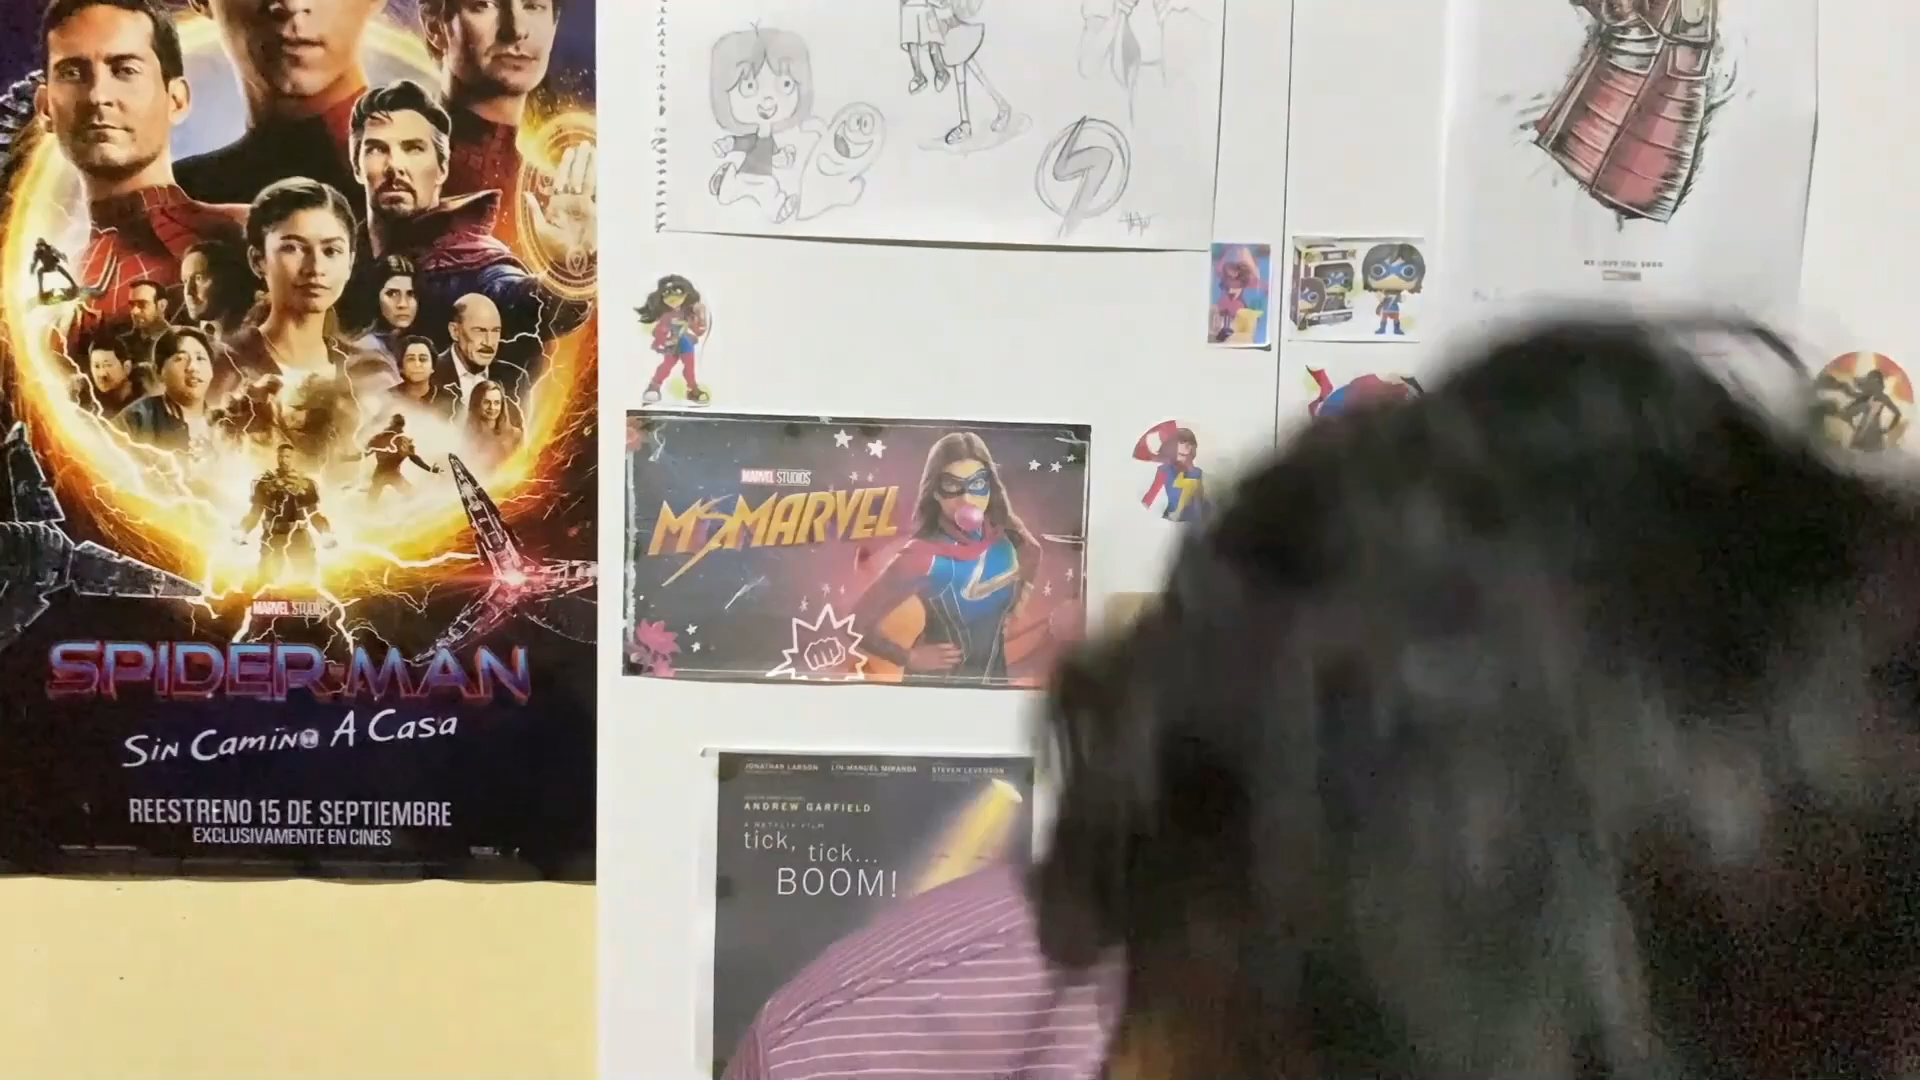 MARVEL STUDIOS
SPIDER-MAN
SIN CAMINO A CASA
REESTRENO 15 DE SEPTIEMBRE
EXCLUSIVAMENTE EN CINES
MARVEL STUDIOS
MS MARVEL
JONATHAN LARSON LIN-MANUEL MIRANDA STEVEN LEVENSON
ANDREW GARFIELD
A NETFLIX FILM
tick, tick...
BOOM!